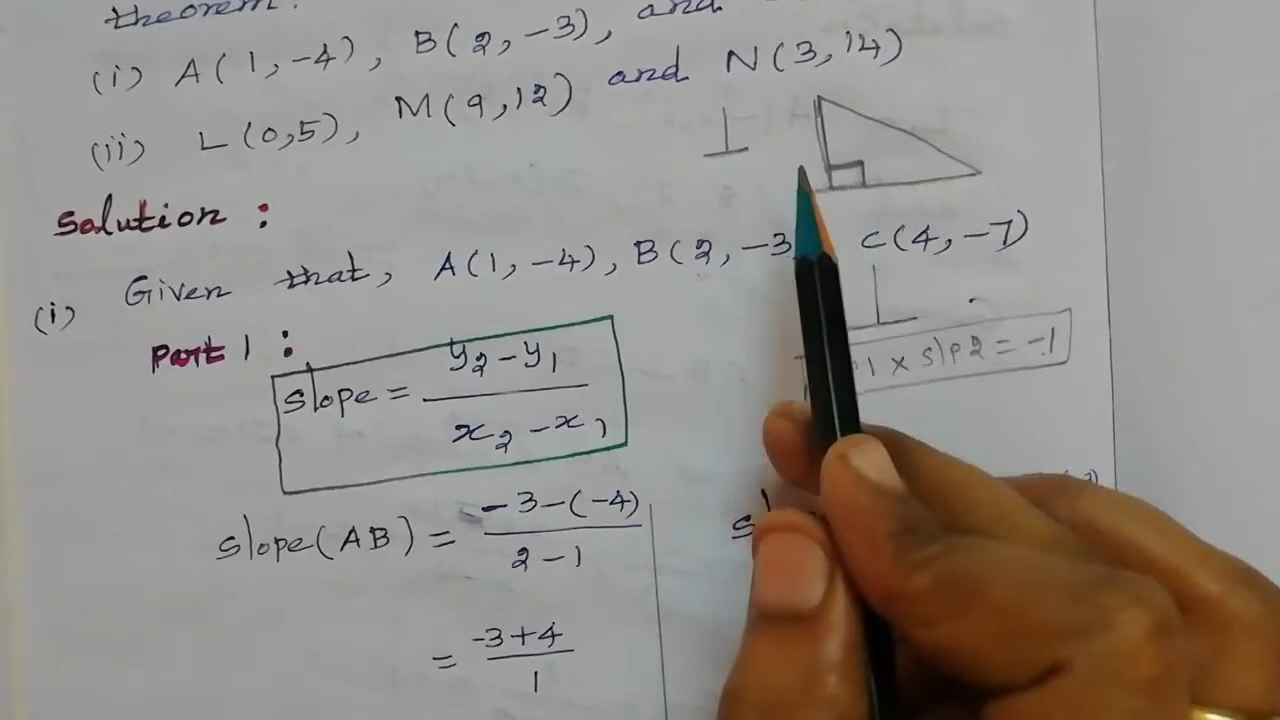 theorem.
(i) A(1,-4), B(2,-3), and
(ii) L(0,5), M(9,12) and N(3,14)
Solution :
(i) Given that, A(1,-4), B(2,-3 C(4,-7)
Part 1 :
slope = y₂-y₁ / x₂-x₁
1 × slp2 = -1
slope(AB) = -3-(-4) / 2-1
= -3+4 / 1